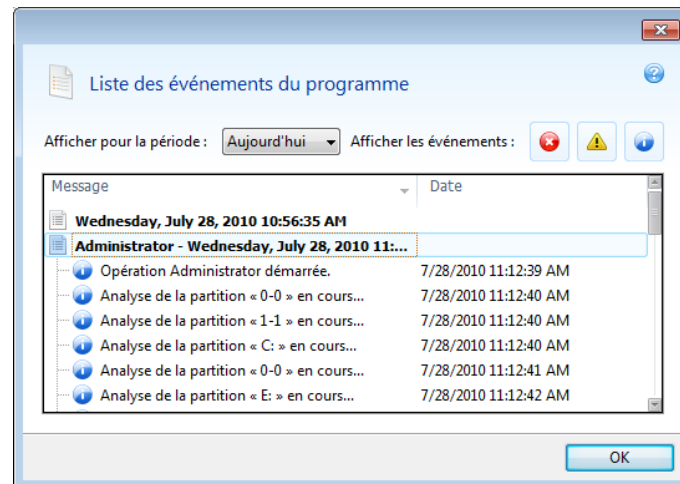 Liste des événements du programme
Afficher pour la période : Aujourd'hui Afficher les événements :
Message Date
Wednesday, July 28, 2010 10:56:35 AM
Administrator - Wednesday, July 28, 2010 11:...
Opération Administrator démarrée. 7/28/2010 11:12:39 AM
Analyse de la partition « 0-0 » en cours... 7/28/2010 11:12:40 AM
Analyse de la partition « 1-1 » en cours... 7/28/2010 11:12:40 AM
Analyse de la partition « C: » en cours... 7/28/2010 11:12:40 AM
Analyse de la partition « 0-0 » en cours... 7/28/2010 11:12:41 AM
Analyse de la partition « E: » en cours... 7/28/2010 11:12:42 AM
OK